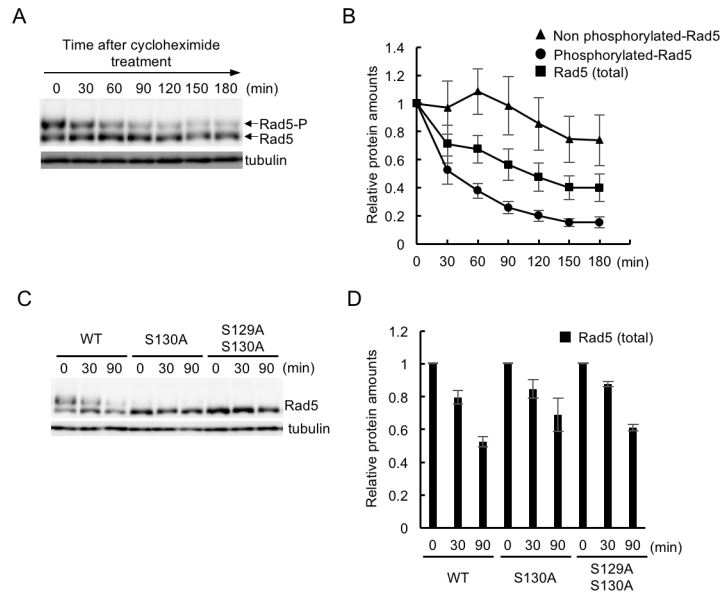 A
Time after cycloheximide
treatment
0 30 60 90 120 150 180 (min)
Rad5-P
Rad5
tubulin
B
Non phosphorylated-Rad5
Phosphorylated-Rad5
Rad5 (total)
Relative protein amounts
1.4
1.2
1
0.8
0.6
0.4
0.2
0
0 30 60 90 120 150 180 (min)
C
WT S130A S129A
S130A
0 30 90 0 30 90 0 30 90 (min)
Rad5
tubulin
D
Rad5 (total)
Relative protein amounts
1.2
1
0.8
0.6
0.4
0.2
0
0 30 90 0 30 90 0 30 90 (min)
WT S130A S129A
S130A